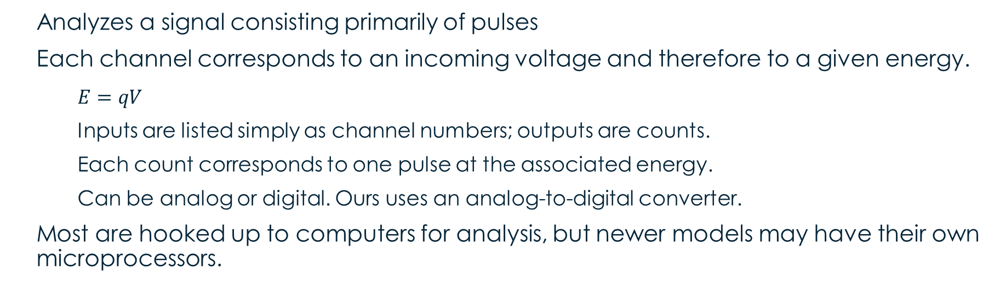 Analyzes a signal consisting primarily of pulses
Each channel corresponds to an incoming voltage and therefore to a given energy.
E = qV
Inputs are listed simply as channel numbers; outputs are counts.
Each count corresponds to one pulse at the associated energy.
Can be analog or digital. Ours uses an analog-to-digital converter.
Most are hooked up to computers for analysis, but newer models may have their own
microprocessors.